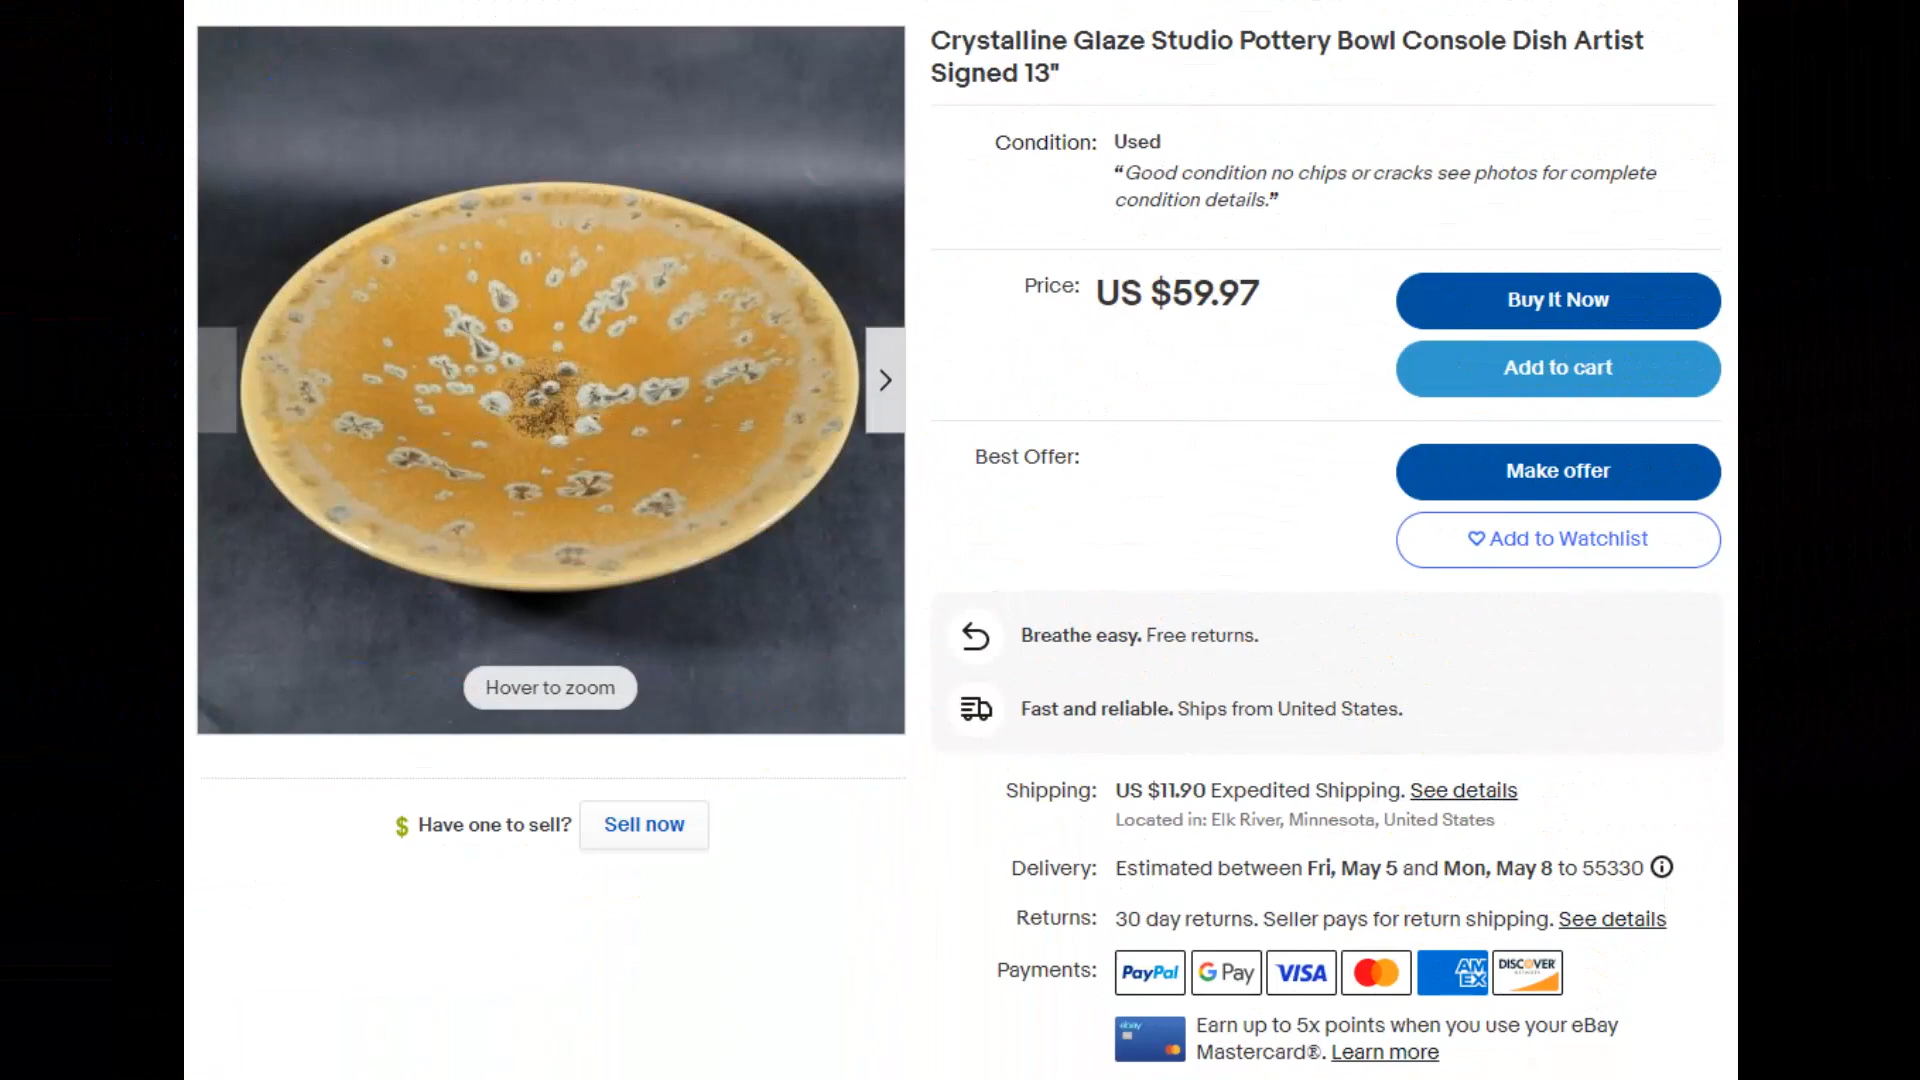 Crystalline Glaze Studio Pottery Bowl Console Dish Artist
Signed 13"
Condition: Used
“Good condition no chips or cracks see photos for complete
condition details.”
Price: US $59.97
Buy It Now
Add to cart
Best Offer:
Make offer
Add to Watchlist
Hover to zoom
Breathe easy. Free returns.
Fast and reliable. Ships from United States.
$ Have one to sell? Sell now
Shipping: US $11.90 Expedited Shipping. See details
Located in: Elk River, Minnesota, United States
Delivery: Estimated between Fri, May 5 and Mon, May 8 to 55330
Returns: 30 day returns. Seller pays for return shipping. See details
Payments: PayPal G Pay VISA AM EX DISCOVER
ebay
Earn up to 5x points when you use your eBay
Mastercard®. Learn more